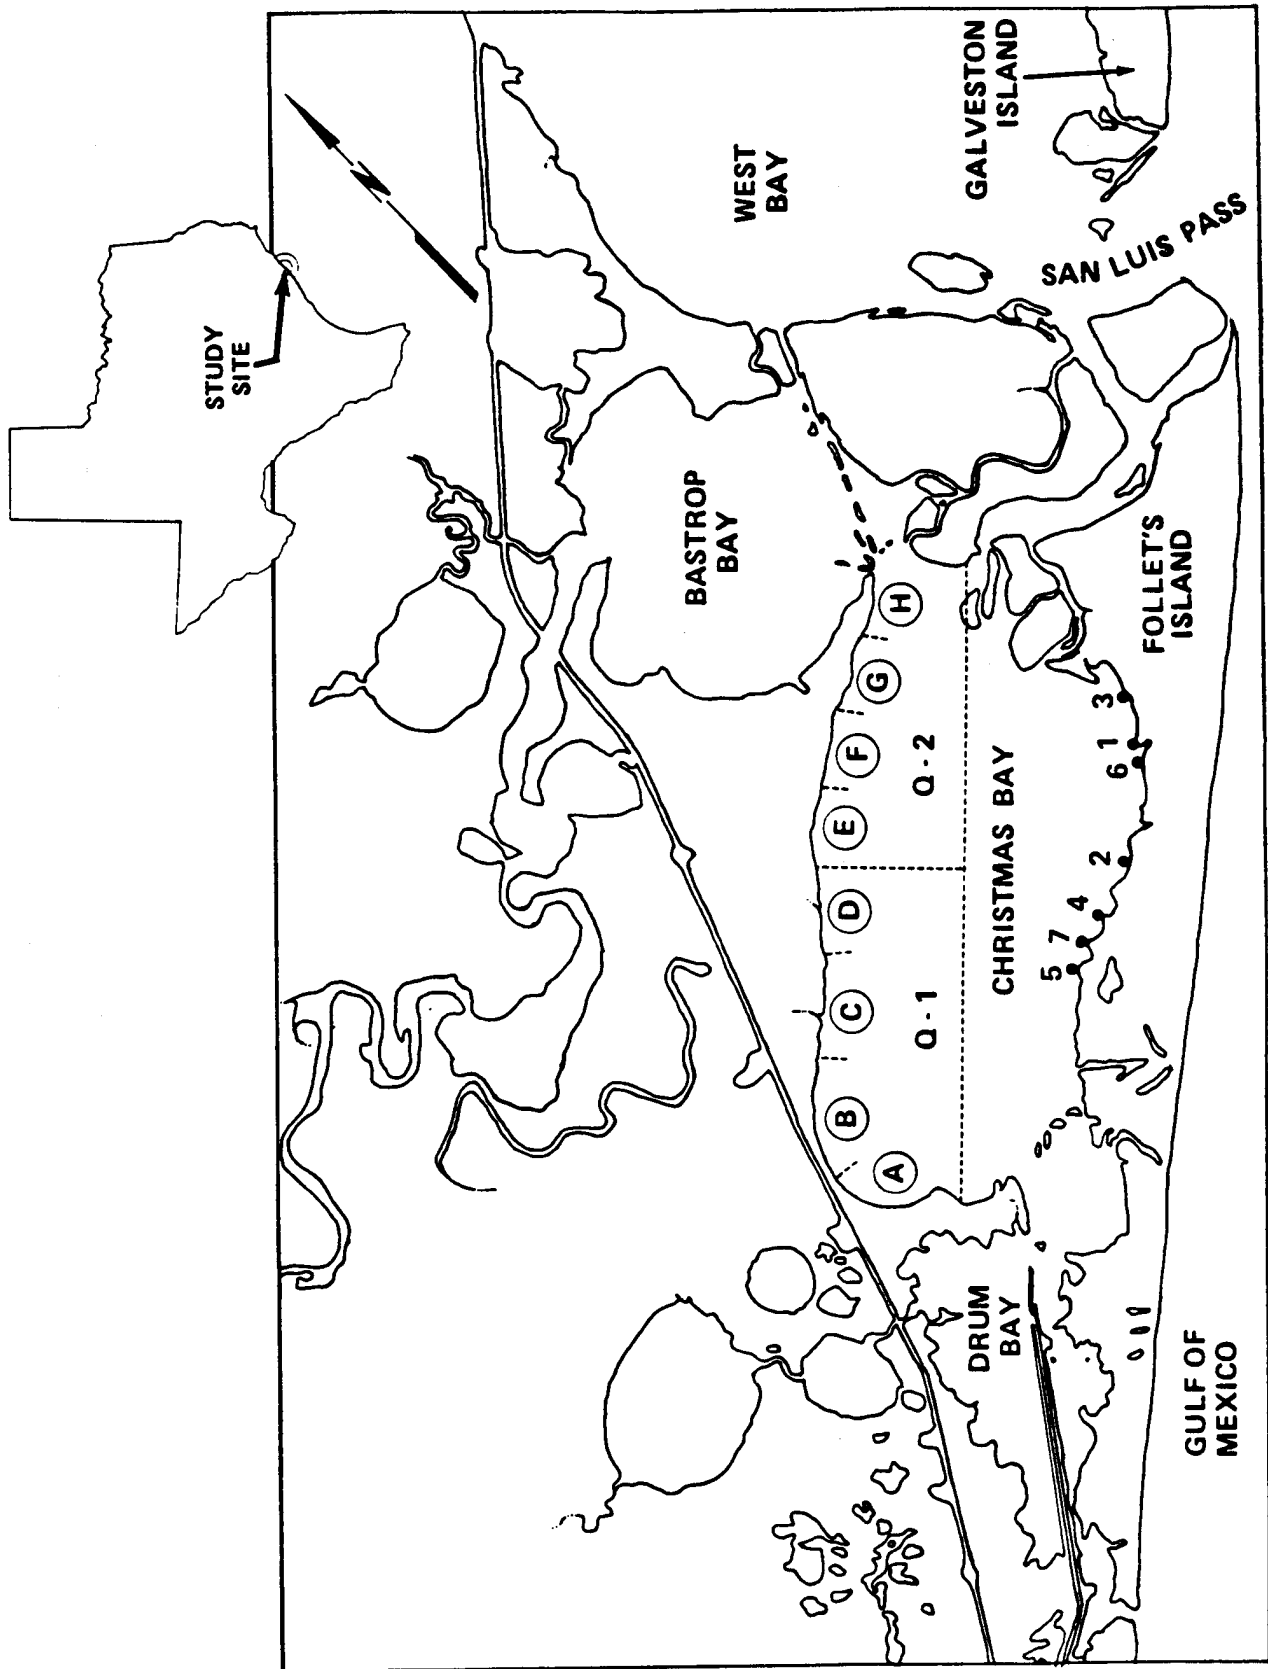 STUDY
SITE
N
WEST
BAY
GALVESTON
ISLAND
SAN LUIS PASS
BASTROP
BAY
FOLLET'S
ISLAND
H
G
F
E
D
C
B
A
Q-2
Q-1
CHRISTMAS BAY
3
1
6
2
4
7
5
DRUM
BAY
GULF OF
MEXICO